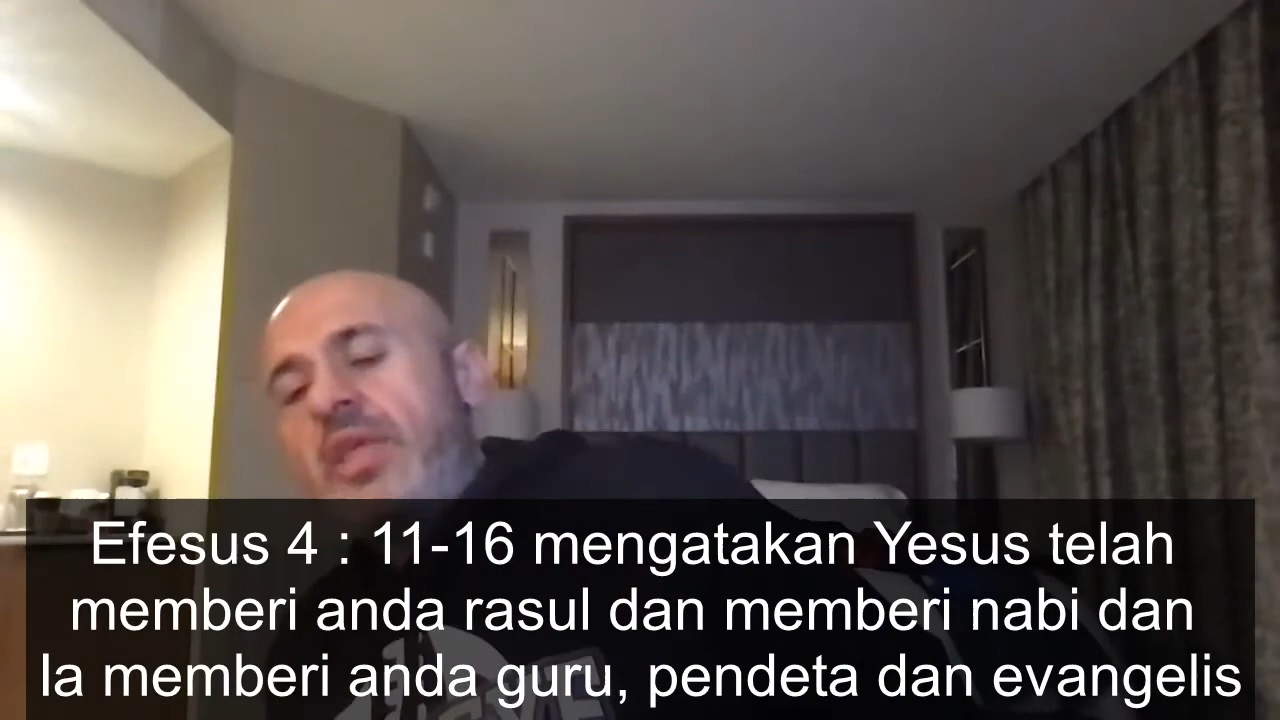 Efesus 4 : 11-16 mengatakan Yesus telah
memberi anda rasul dan memberi nabi dan
Ia memberi anda guru, pendeta dan evangelis